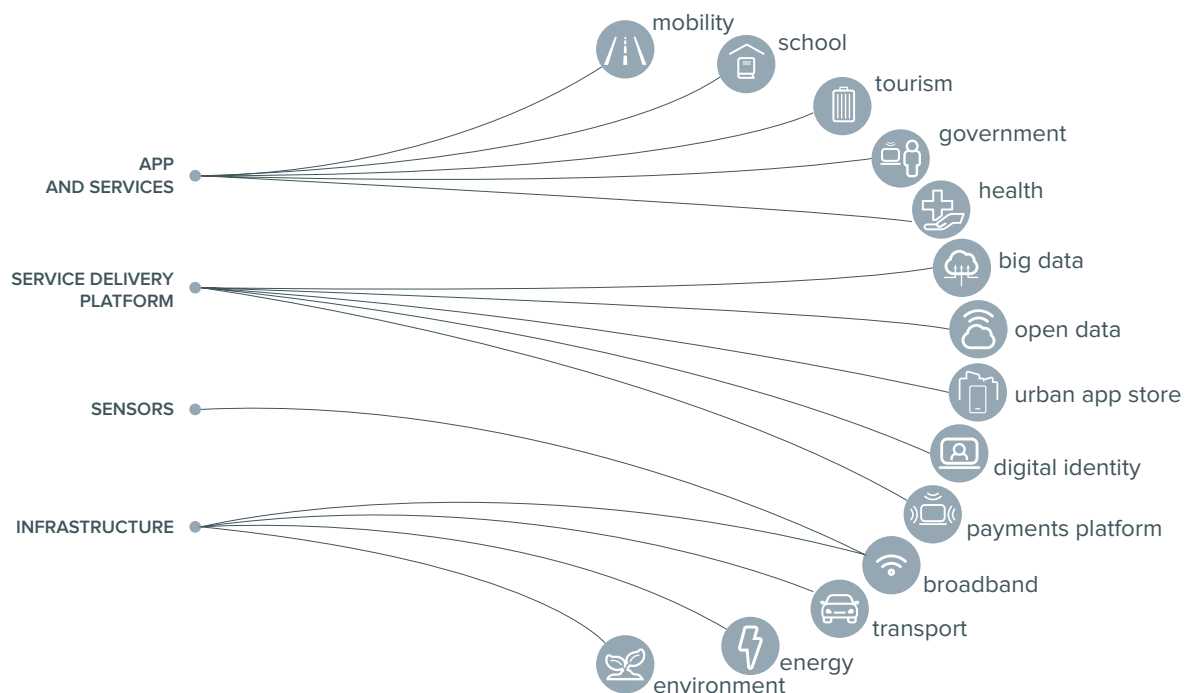 mobility
school
tourism
government
health
big data
open data
urban app store
digital identity
payments platform
broadband
transport
energy
environment
APP
AND SERVICES
SERVICE DELIVERY
PLATFORM
SENSORS
INFRASTRUCTURE